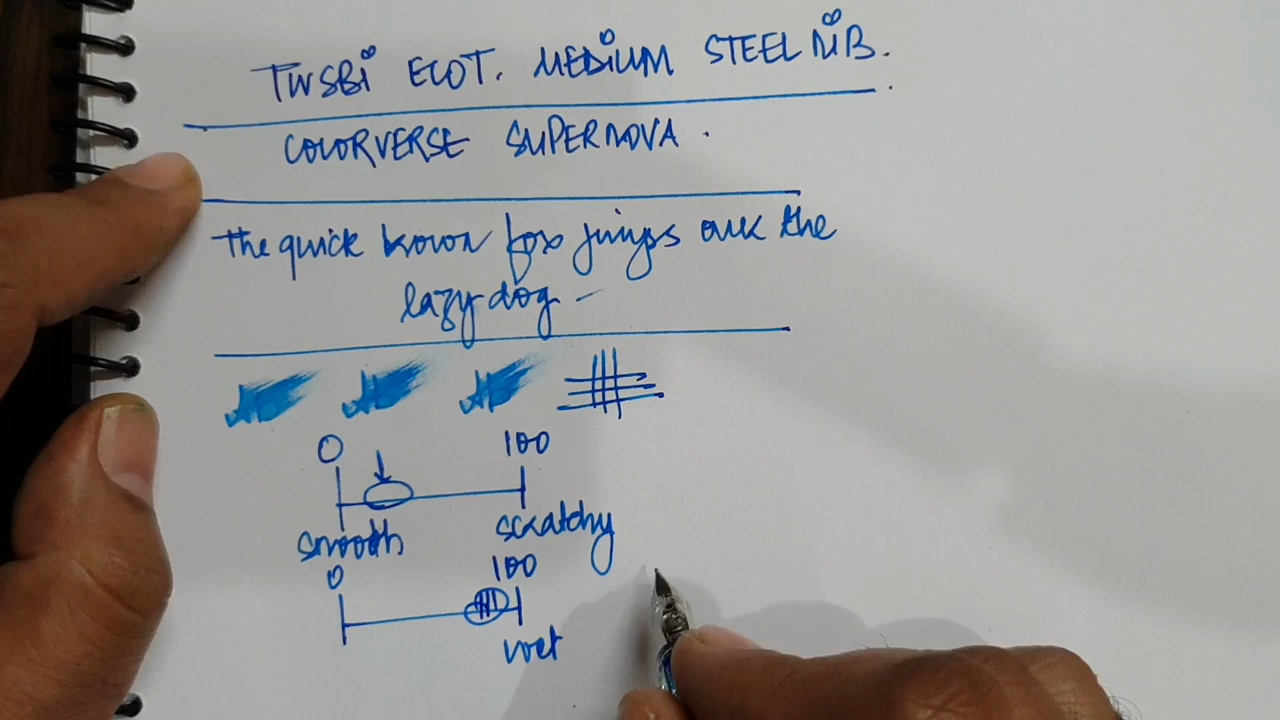 TWSBi ECOT. MEDIUM STEEL NIB.
COLORVERSE SUPERNOVA.
The quick brown fox jumps over the
lazy dog -
0 100
smooth scratchy
0 100
wet